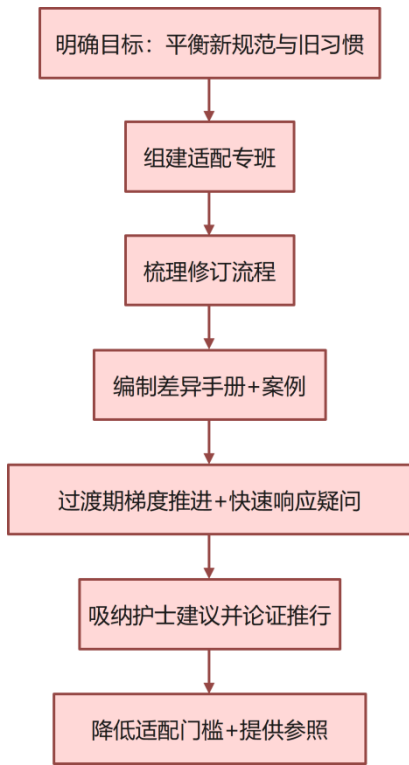 明确目标：平衡新规范与旧习惯
组建适配专班
梳理修订流程
编制差异手册+案例
过渡期梯度推进+快速响应疑问
吸纳护士建议并论证推行
降低适配门槛+提供参照